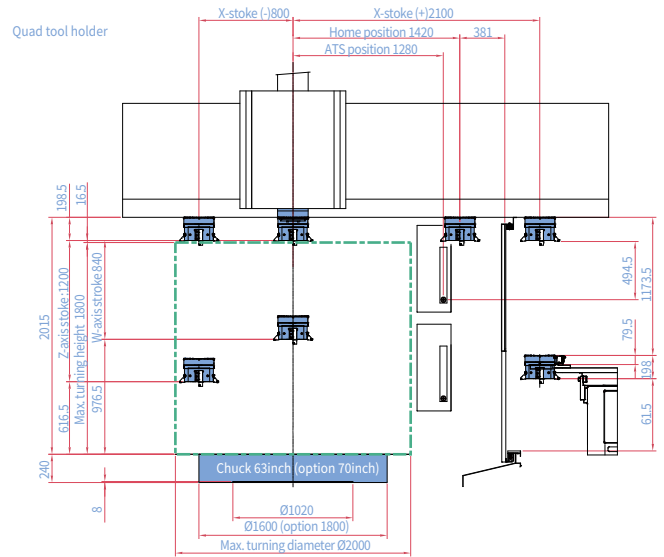 X-stoke (-)800
X-stoke (+)2100
Quad tool holder
Home position 1420
381
ATS position 1280
198.5
16.5
2015
Z-axis stoke :1200
Max. turning height 1800
W-axis stroke 840
616.5
976.5
240
8
494.5
1173.5
79.5
198
61.5
Chuck 63inch (option 70inch)
Ø1020
Ø1600 (option 1800)
Max. turning diameter Ø2000